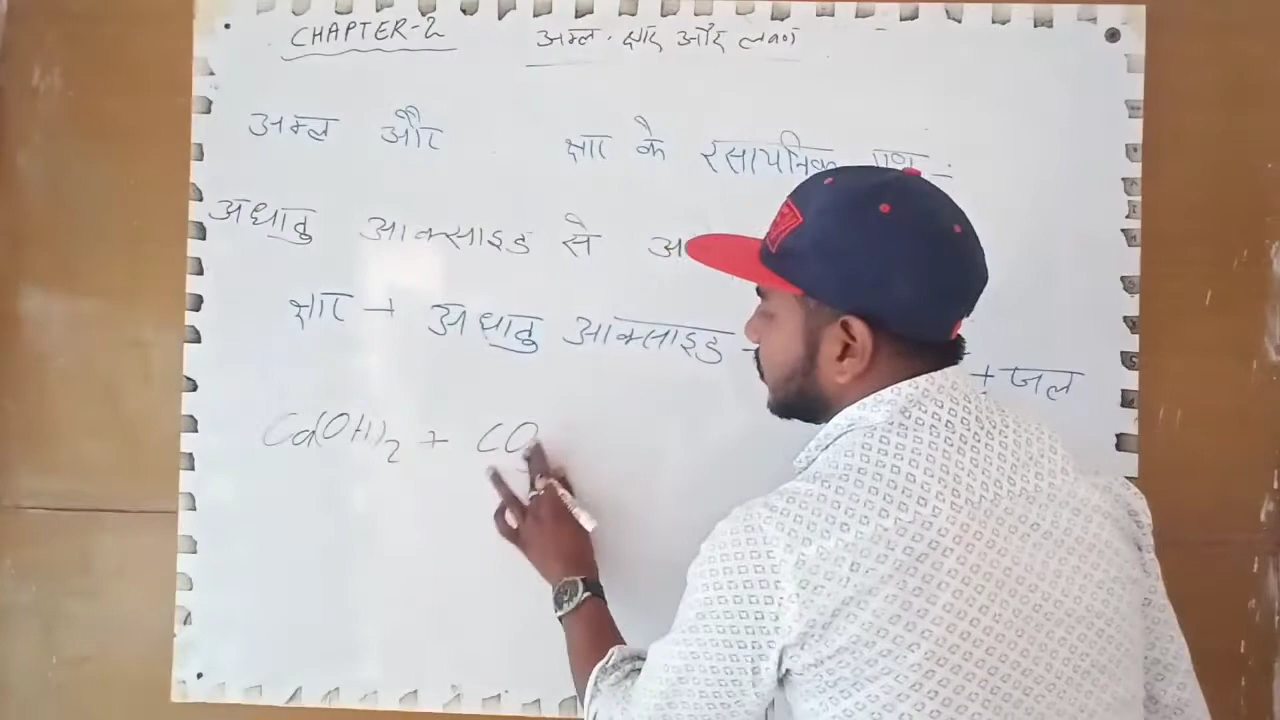 CHAPTER-2 अम्ल, क्षार और लवण
अम्ल और क्षार के रसायनिक गुण :-
अधातु आक्साइड से
क्षार + अधातु आक्साइड + जल
Ca(OH)2 + CO